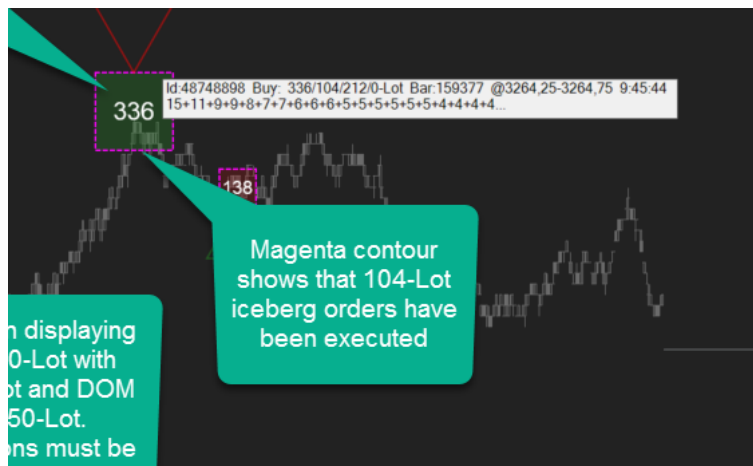 Id:48748898 Buy: 336/104/212/0-Lot Bar:159377 @3264,25-3264,75 9:45:44
15+11+9+9+8+7+7+6+6+6+5+5+5+5+5+5+4+4+4+4...
336
138
Magenta contour
shows that 104-Lot
iceberg orders have
been executed
displaying
0-Lot with
and DOM
50-Lot.
must be